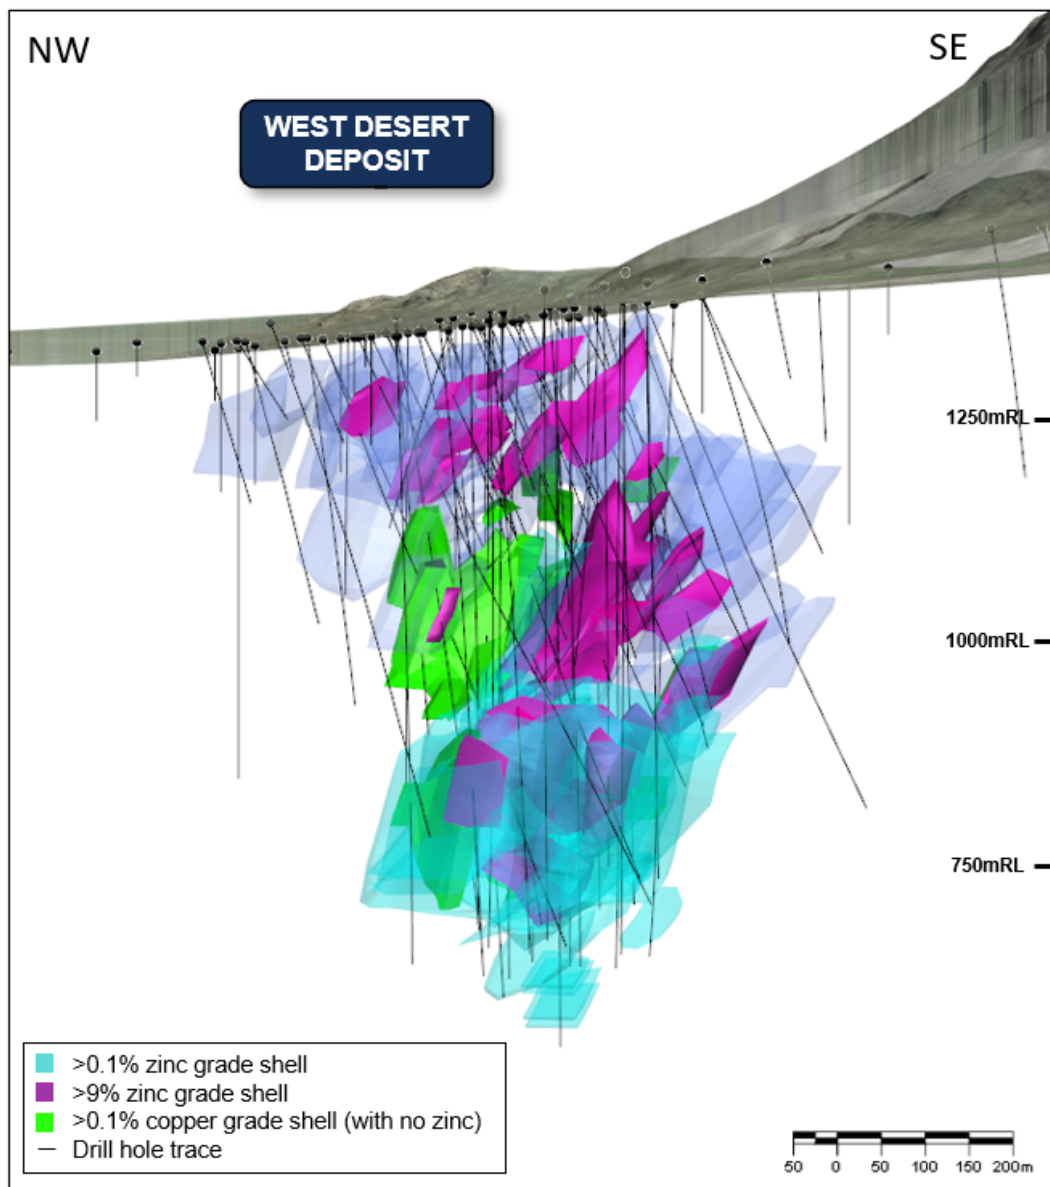 NW
SE
WEST DESERT
DEPOSIT
1250mRL
1000mRL
750mRL
>0.1% zinc grade shell
>9% zinc grade shell
>0.1% copper grade shell (with no zinc)
Drill hole trace
50 0 50 100 150 200m